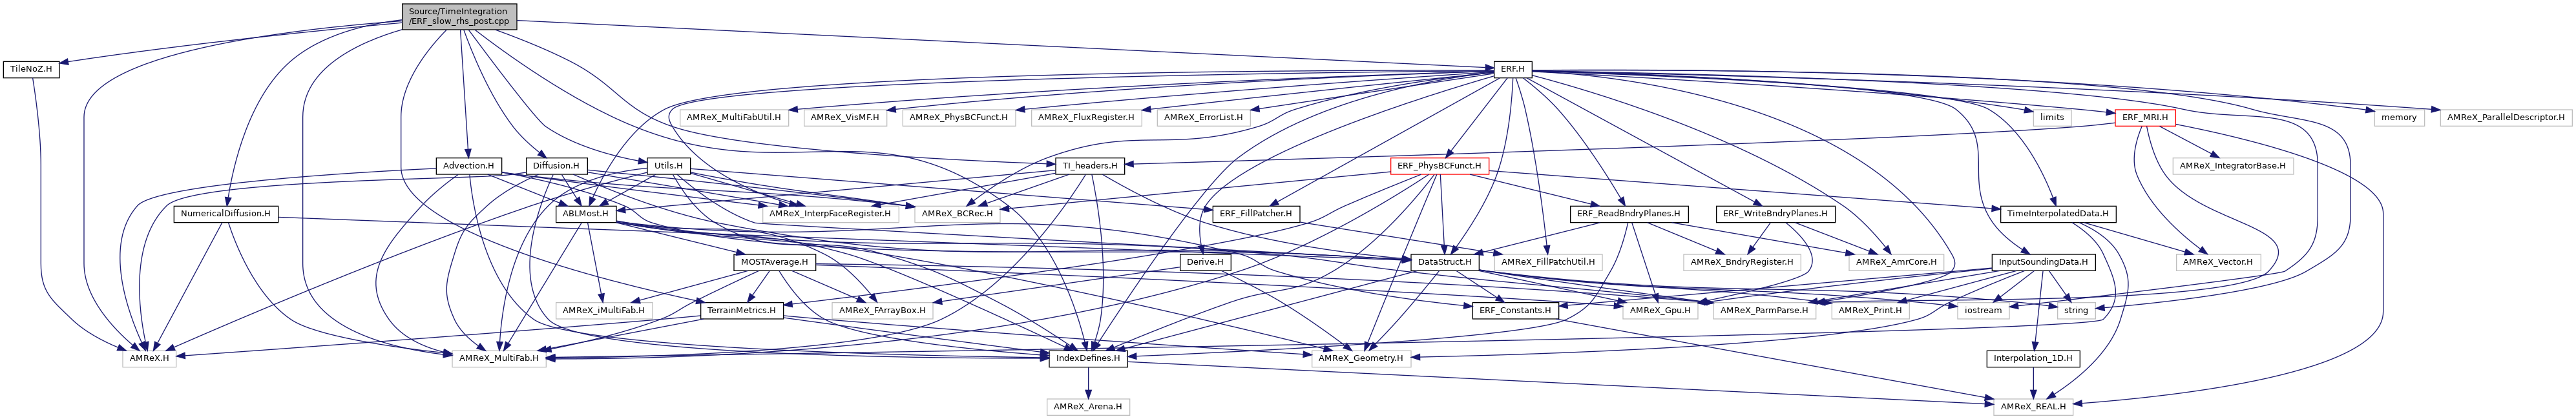 Source/TimeIntegration
/ERF_slow_rhs_post.cpp
TileNoZ.H
ERF.H
AMReX_MultiFabUtil.H
AMReX_VisMF.H
AMReX_PhysBCFunct.H
AMReX_FluxRegister.H
AMReX_ErrorList.H
limits
ERF_MRI.H
memory
AMReX_ParallelDescriptor.H
Advection.H
Diffusion.H
Utils.H
TI_headers.H
ERF_PhysBCFunct.H
AMReX_IntegratorBase.H
NumericalDiffusion.H
ABLMost.H
AMReX_InterpFaceRegister.H
AMReX_BCRec.H
ERF_FillPatcher.H
ERF_ReadBndryPlanes.H
ERF_WriteBndryPlanes.H
TimeInterpolatedData.H
MOSTAverage.H
Derive.H
DataStruct.H
AMReX_FillPatchUtil.H
AMReX_BndryRegister.H
AMReX_AmrCore.H
InputSoundingData.H
AMReX_Vector.H
AMReX_iMultiFab.H
TerrainMetrics.H
AMReX_FArrayBox.H
ERF_Constants.H
AMReX_Gpu.H
AMReX_ParmParse.H
AMReX_Print.H
iostream
string
AMReX.H
AMReX_MultiFab.H
IndexDefines.H
AMReX_Geometry.H
Interpolation_1D.H
AMReX_Arena.H
AMReX_REAL.H